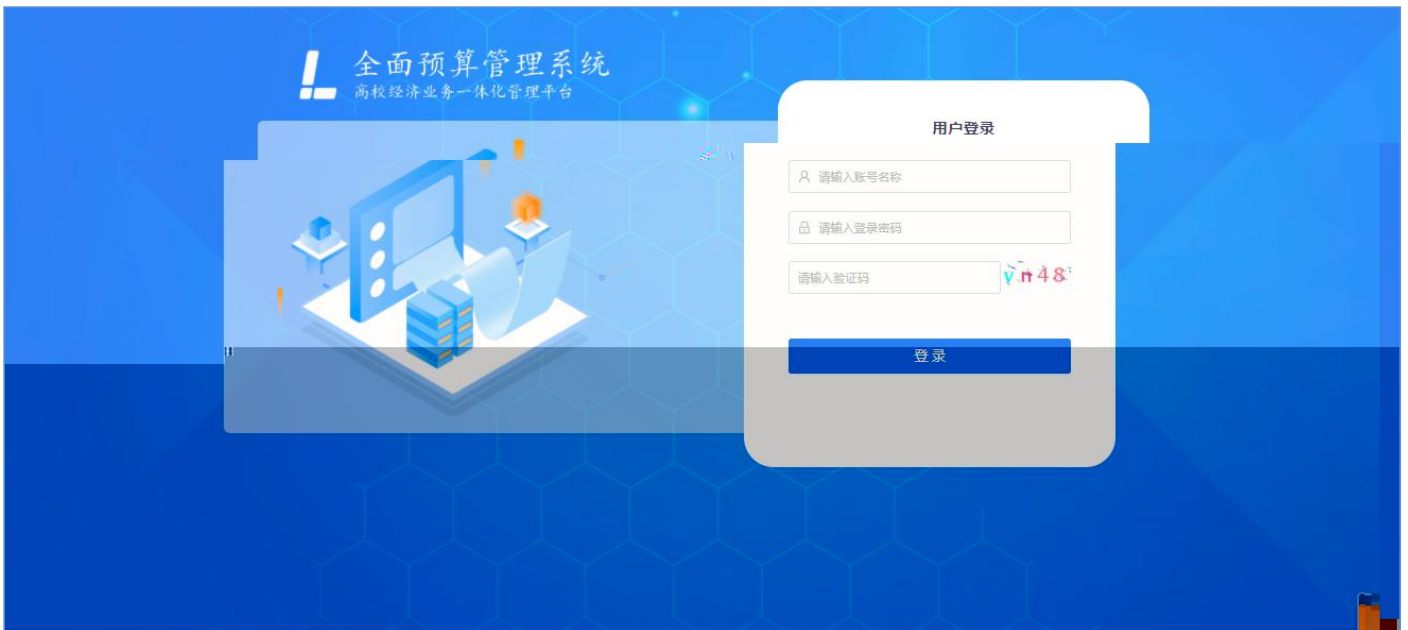 全面预算管理系统
高校经济业务一体化管理平台
用户登录
请输入账号名称
请输入登录密码
请输入验证码
登录